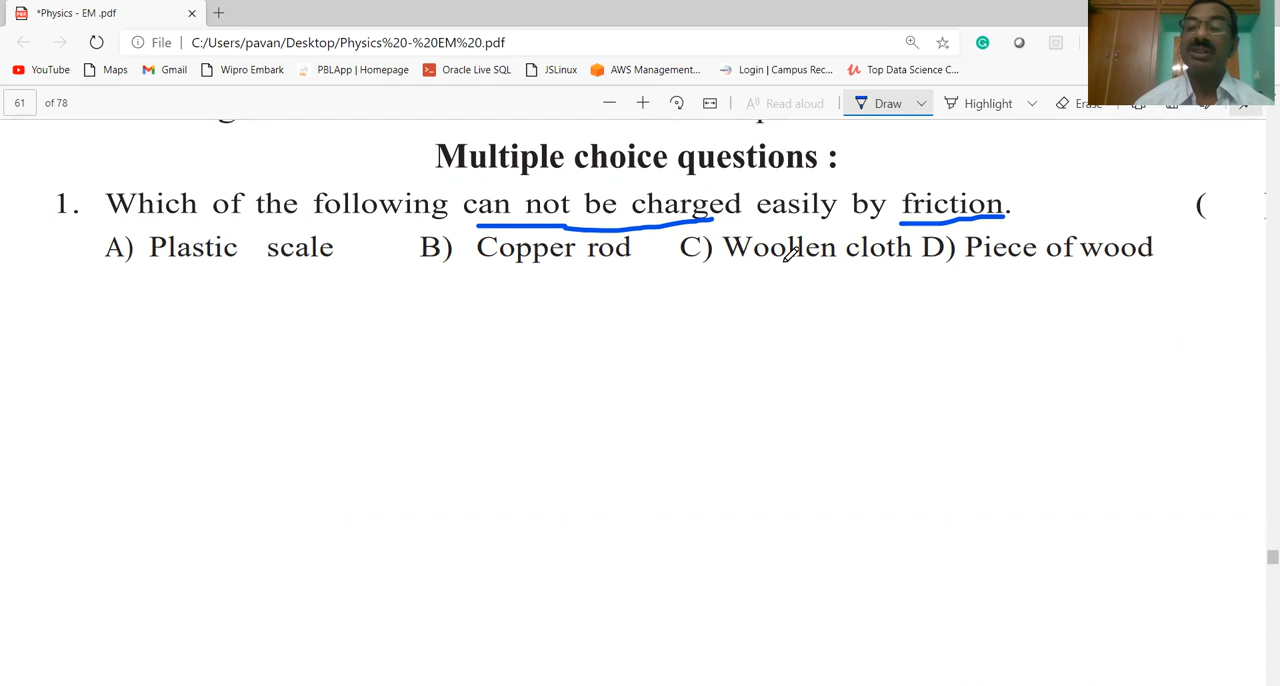 *Physics - EM .pdf
File | C:/Users/pavan/Desktop/Physics%20-%20EM%20.pdf
YouTube Maps Gmail Wipro Embark PBLApp | Homepage Oracle Live SQL JSLinux AWS Management... Login | Campus Rec... Top Data Science C...
61 of 78 Read aloud Draw Highlight Erase
Multiple choice questions :
1. Which of the following can not be charged easily by friction. (
A) Plastic scale B) Copper rod C) Woollen cloth D) Piece of wood